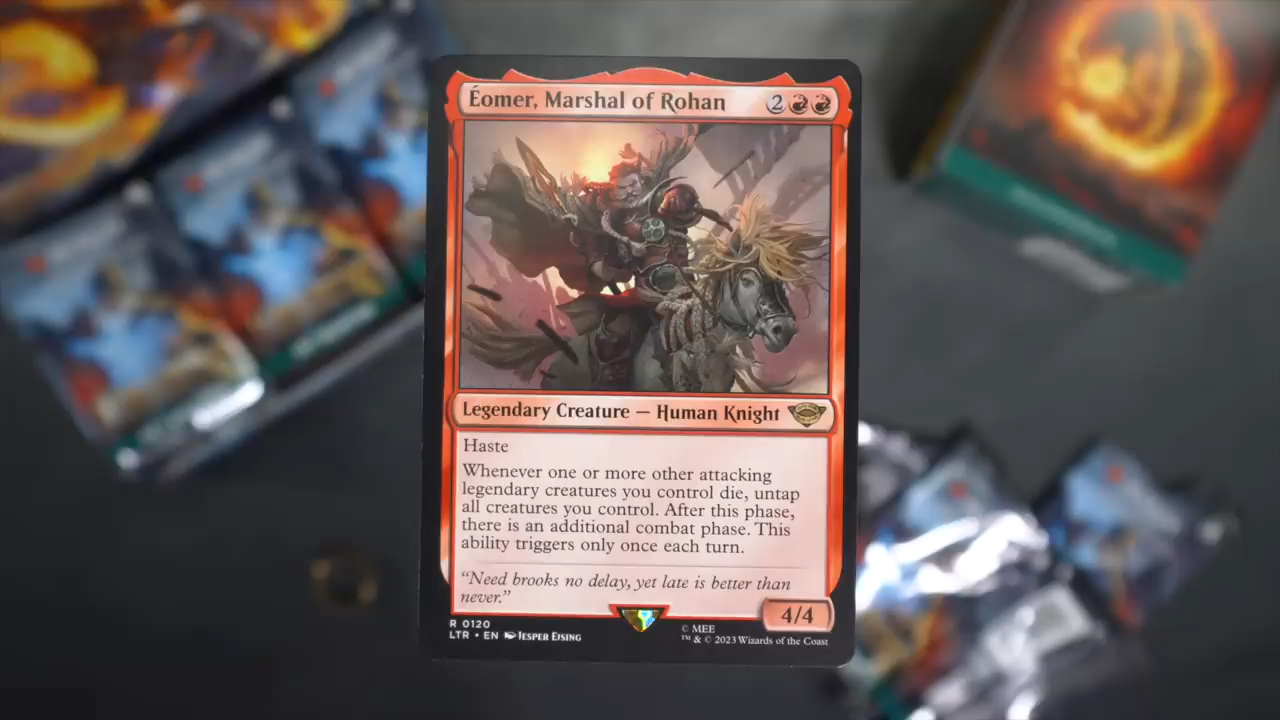 Éomer, Marshal of Rohan 2
Legendary Creature — Human Knight
Haste
Whenever one or more other attacking
legendary creatures you control die, untap
all creatures you control. After this phase,
there is an additional combat phase. This
ability triggers only once each turn.
“Need brooks no delay, yet late is better than
never.”
4/4
R 0120
LTR • EN JESPER EJSING
© MEE
™ & © 2023 Wizards of the Coast